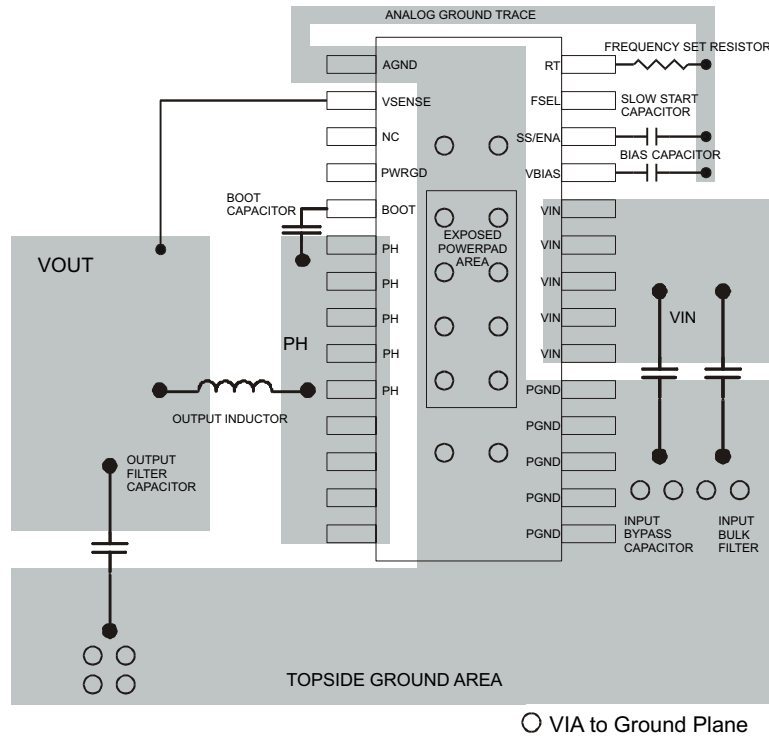 ANALOG GROUND TRACE
AGND
RT
FREQUENCY SET RESISTOR
VSENSE
FSEL
SLOW START
CAPACITOR
NC
SS/ENA
BIAS CAPACITOR
PWRGD
VBIAS
BOOT
CAPACITOR
BOOT
VIN
EXPOSED
POWERPAD
AREA
VOUT
PH
VIN
PH
VIN
PH
VIN
VIN
PH
PH
VIN
PH
PGND
OUTPUT INDUCTOR
PGND
OUTPUT
FILTER
CAPACITOR
PGND
PGND
PGND
INPUT
BYPASS
CAPACITOR
INPUT
BULK
FILTER
TOPSIDE GROUND AREA
VIA to Ground Plane